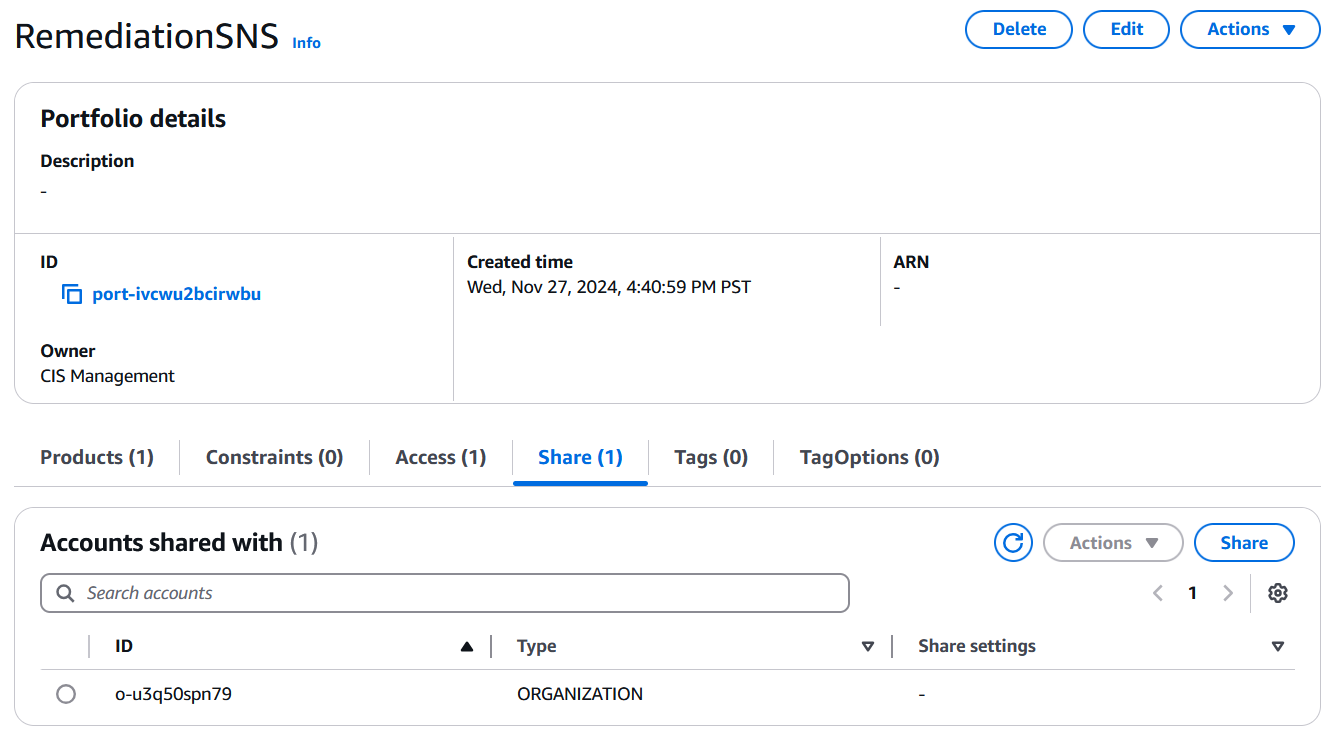 RemediationSNS Info
Delete
Edit
Actions
Portfolio details
Description
-
ID
port-ivcwu2bcirwbu
Created time
Wed, Nov 27, 2024, 4:40:59 PM PST
ARN
-
Owner
CIS Management
Products (1)
Constraints (0)
Access (1)
Share (1)
Tags (0)
TagOptions (0)
Accounts shared with (1)
Actions
Share
Search accounts
1
ID
Type
Share settings
o-u3q50spn79
ORGANIZATION
-